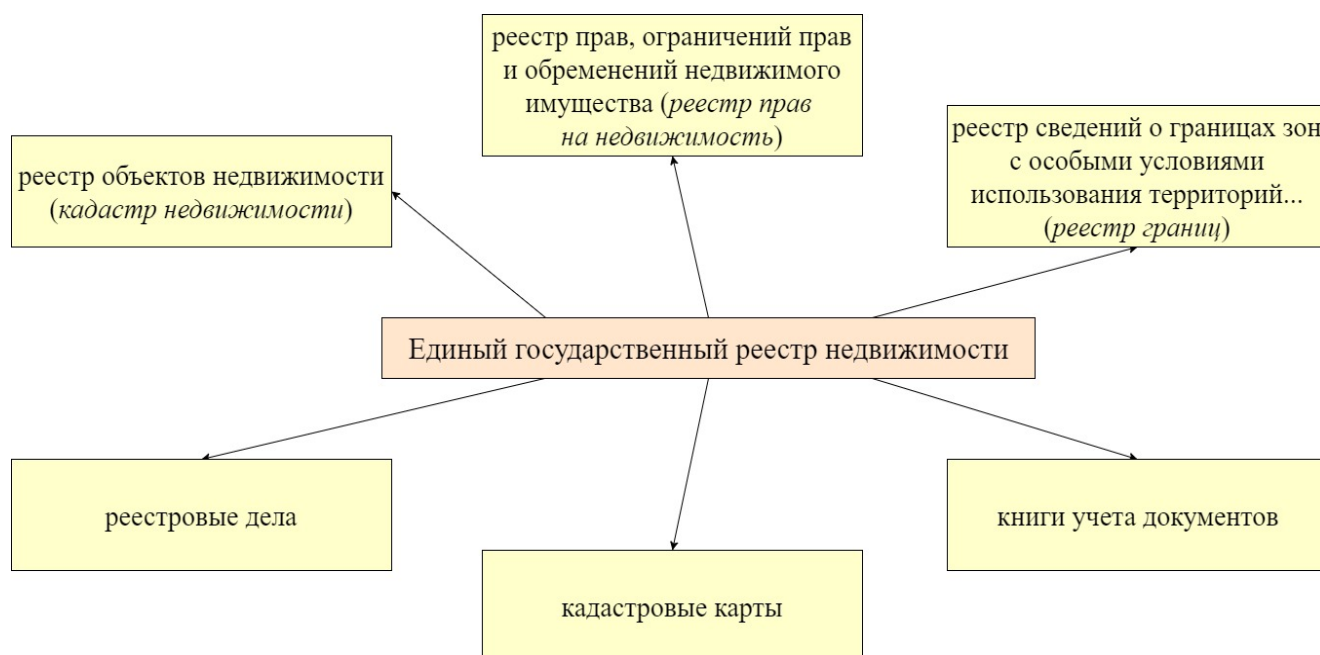 реестр прав, ограничений прав
и обременений недвижимого
имущества (реестр прав
на недвижимость)
реестр объектов недвижимости
(кадастр недвижимости)
реестр сведений о границах зон
с особыми условиями
использования территорий...
(реестр границ)
Единый государственный реестр недвижимости
реестровые дела
кадастровые карты
книги учета документов